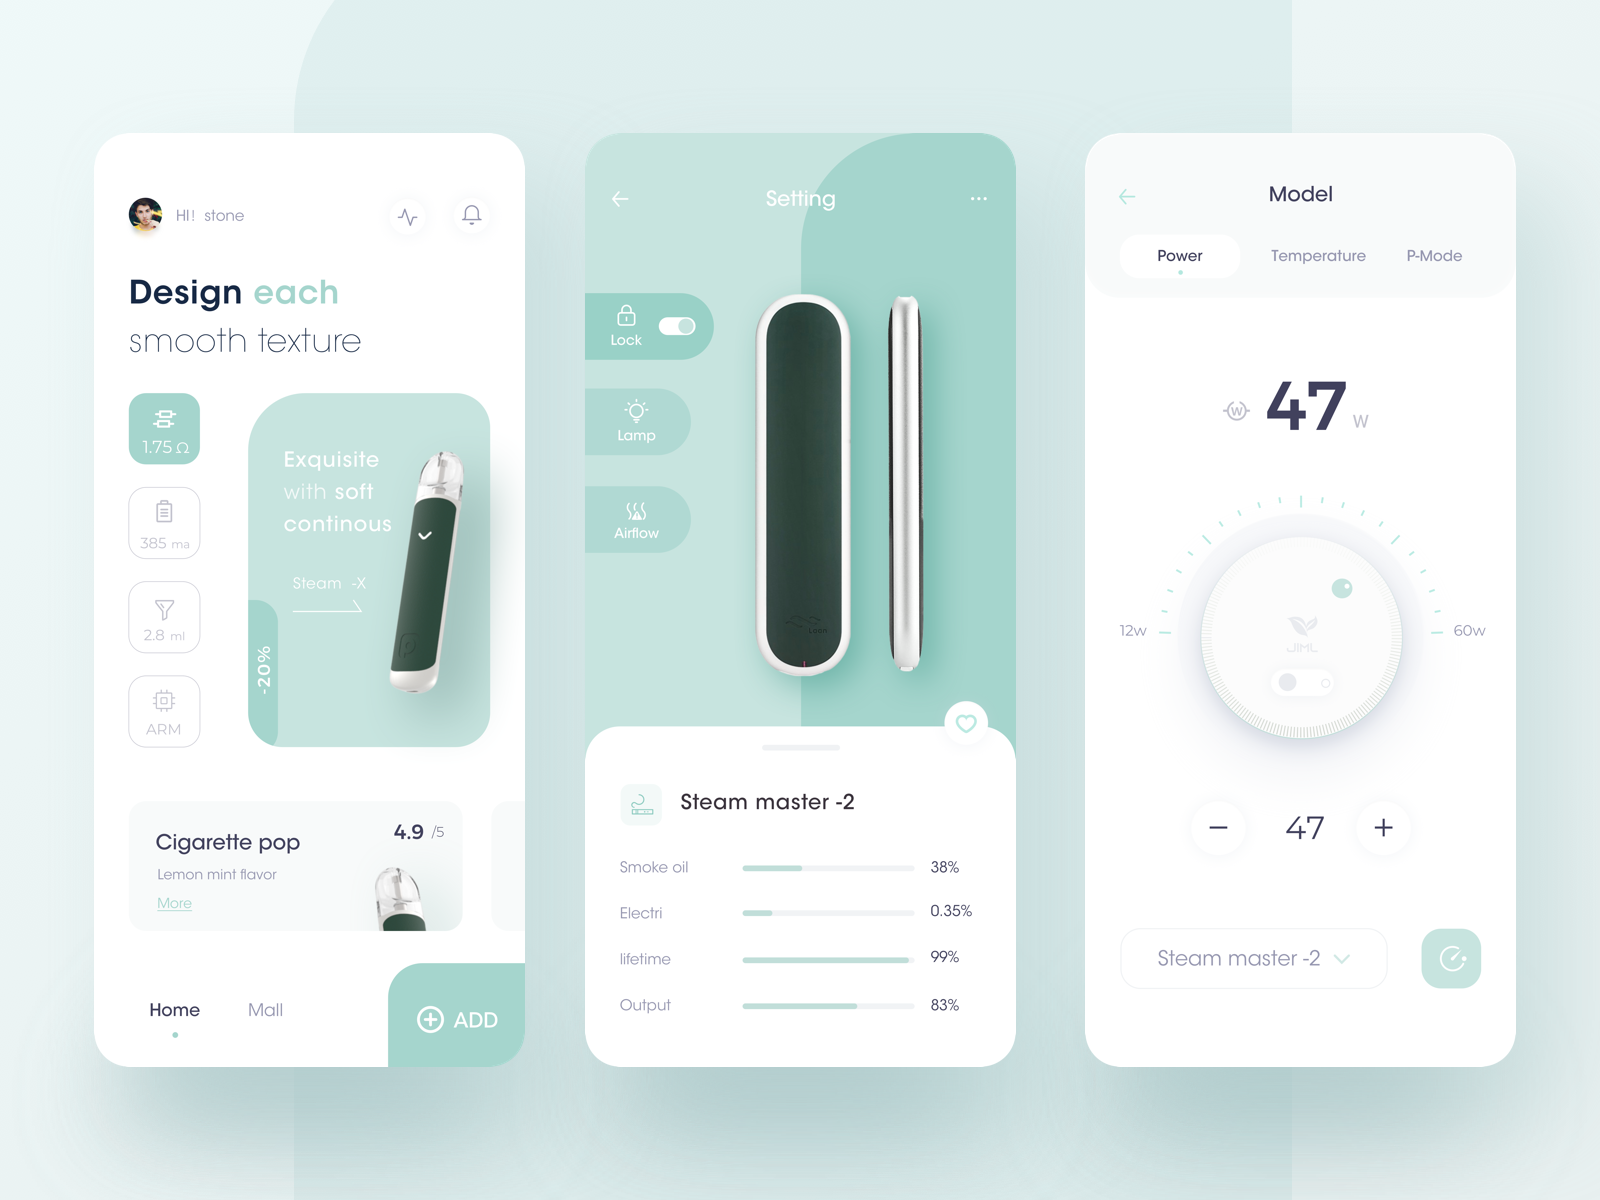 HI! stone
Design each
smooth texture
1.75 Ω
385 ma
2.8 ml
ARM
Exquisite
with soft
continous
Steam -X
-20%
Cigarette pop
4.9 /5
Lemon mint flavor
More
Home
Mall
ADD
Setting
Lock
Lamp
Airflow
Steam master -2
Smoke oil
38%
Electri
0.35%
lifetime
99%
Output
83%
Model
Power
Temperature
P-Mode
W
47 W
12w
60w
JIML
47
Steam master -2